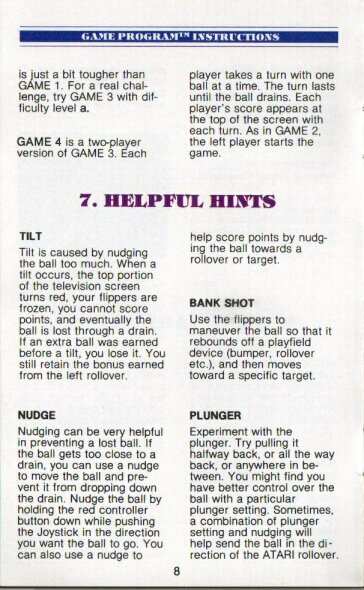 GAME PROGRAM™ INSTRUCTIONS
is just a bit tougher than
GAME 1. For a real chal-
lenge, try GAME 3 with dif-
ficulty level a.
GAME 4 is a two-player
version of GAME 3. Each
player takes a turn with one
ball at a time. The turn lasts
until the ball drains. Each
player's score appears at
the top of the screen with
each turn. As in GAME 2,
the left player starts the
game.
7. HELPFUL HINTS
TILT
Tilt is caused by nudging
the ball too much. When a
tilt occurs, the top portion
of the television screen
turns red, your flippers are
frozen, you cannot score
points, and eventually the
ball is lost through a drain.
If an extra ball was earned
before a tilt, you lose it. You
still retain the bonus earned
from the left rollover.
NUDGE
Nudging can be very helpful
in preventing a lost ball. If
the ball gets too close to a
drain, you can use a nudge
to move the ball and pre-
vent it from dropping down
the drain. Nudge the ball by
holding the red controller
button down while pushing
the Joystick in the direction
you want the ball to go. You
can also use a nudge to
help score points by nudg-
ing the ball towards a
rollover or target.
BANK SHOT
Use the flippers to
maneuver the ball so that it
rebounds off a playfield
device (bumper, rollover
etc.), and then moves
toward a specific target.
PLUNGER
Experiment with the
plunger. Try pulling it
halfway back, or all the way
back, or anywhere in be-
tween. You might find you
have better control over the
ball with a particular
plunger setting. Sometimes,
a combination of plunger
setting and nudging will
help send the ball in the di-
rection of the ATARI rollover.
8